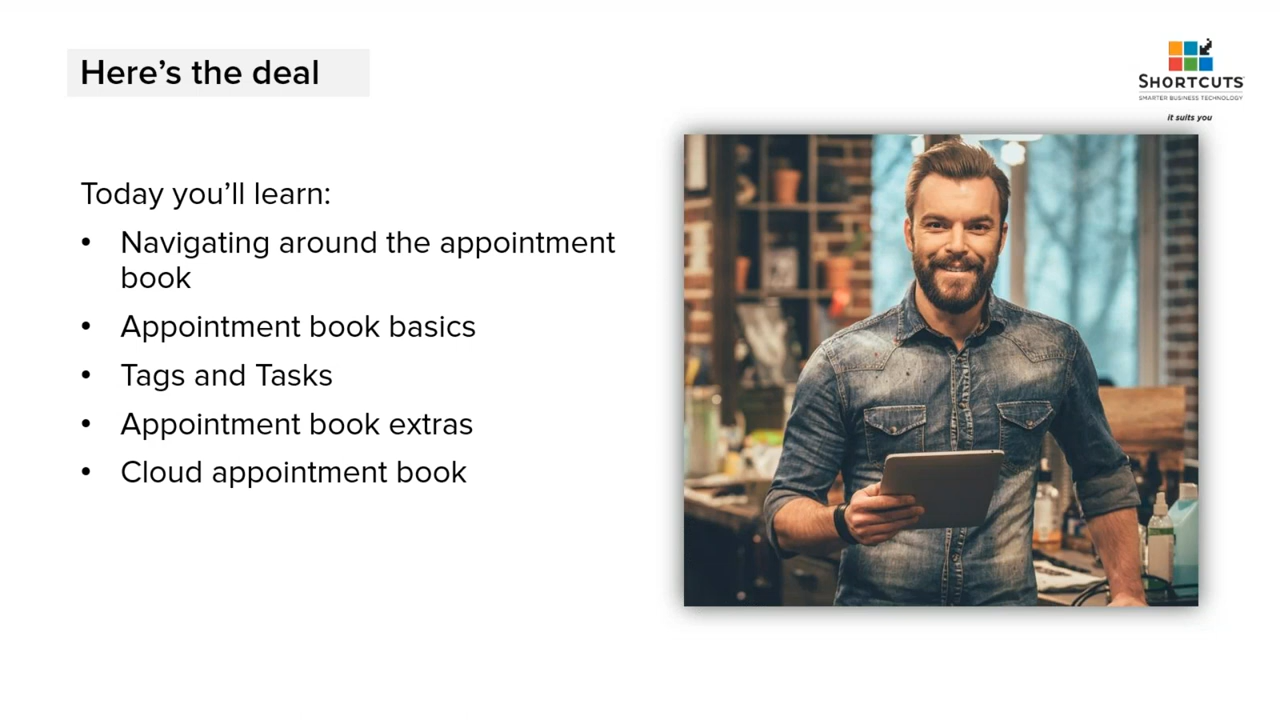 Here’s the deal
SHORTCUTS
SMARTER BUSINESS TECHNOLOGY
it suits you
Today you’ll learn:
• Navigating around the appointment
book
• Appointment book basics
• Tags and Tasks
• Appointment book extras
• Cloud appointment book